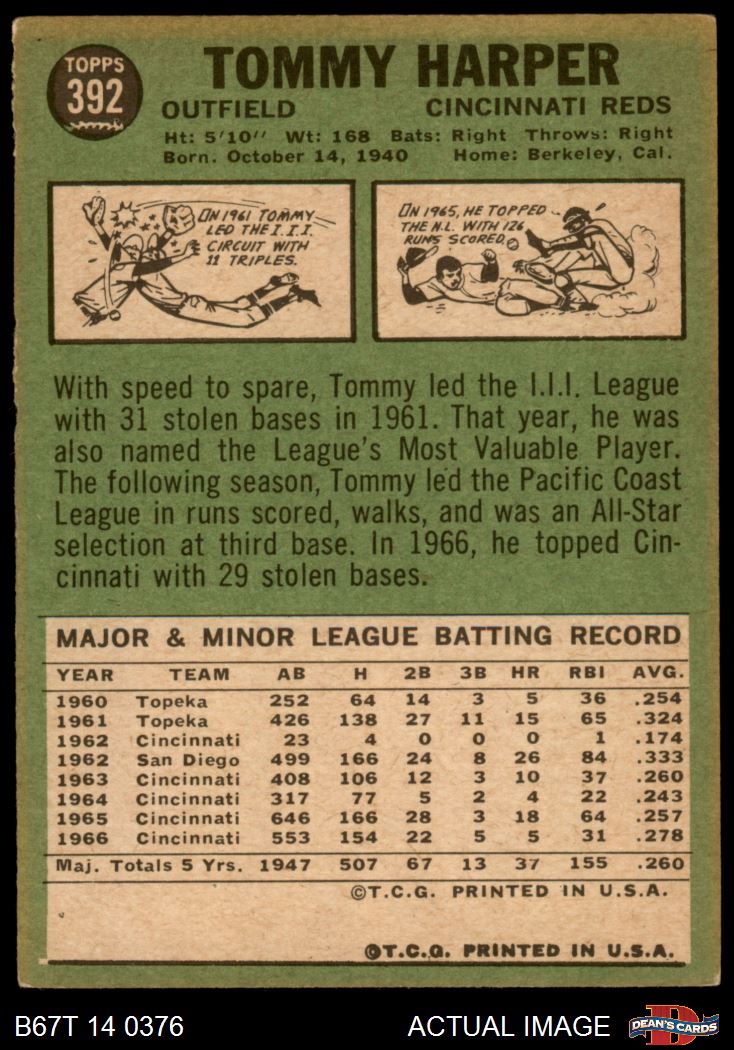 TOPPS
392
TOMMY HARPER
OUTFIELD CINCINNATI REDS
Ht: 5'10" Wt: 168 Bats: Right Throws: Right
Born. October 14, 1940 Home: Berkeley, Cal.
ON 1961 TOMMY
LED THE I.I.I.
CIRCUIT WITH
11 TRIPLES.
ON 1965, HE TOPPED
THE N.L. WITH 126
RUNS SCORED.
With speed to spare, Tommy led the I.I.I. League
with 31 stolen bases in 1961. That year, he was
also named the League's Most Valuable Player.
The following season, Tommy led the Pacific Coast
League in runs scored, walks, and was an All-Star
selection at third base. In 1966, he topped Cin-
cinnati with 29 stolen bases.
MAJOR & MINOR LEAGUE BATTING RECORD
YEAR TEAM AB H 2B 3B HR RBI AVG.
1960 Topeka 252 64 14 3 5 36 .254
1961 Topeka 426 138 27 11 15 65 .324
1962 Cincinnati 23 4 0 0 0 1 .174
1962 San Diego 499 166 24 8 26 84 .333
1963 Cincinnati 408 106 12 3 10 37 .260
1964 Cincinnati 317 77 5 2 4 22 .243
1965 Cincinnati 646 166 28 3 18 64 .257
1966 Cincinnati 553 154 22 5 5 31 .278
Maj. Totals 5 Yrs. 1947 507 67 13 37 155 .260
©T.C.G. PRINTED IN U.S.A.
©T.C.G. PRINTED IN U.S.A.
B67T 14 0376 ACTUAL IMAGE DEAN'S CARDS